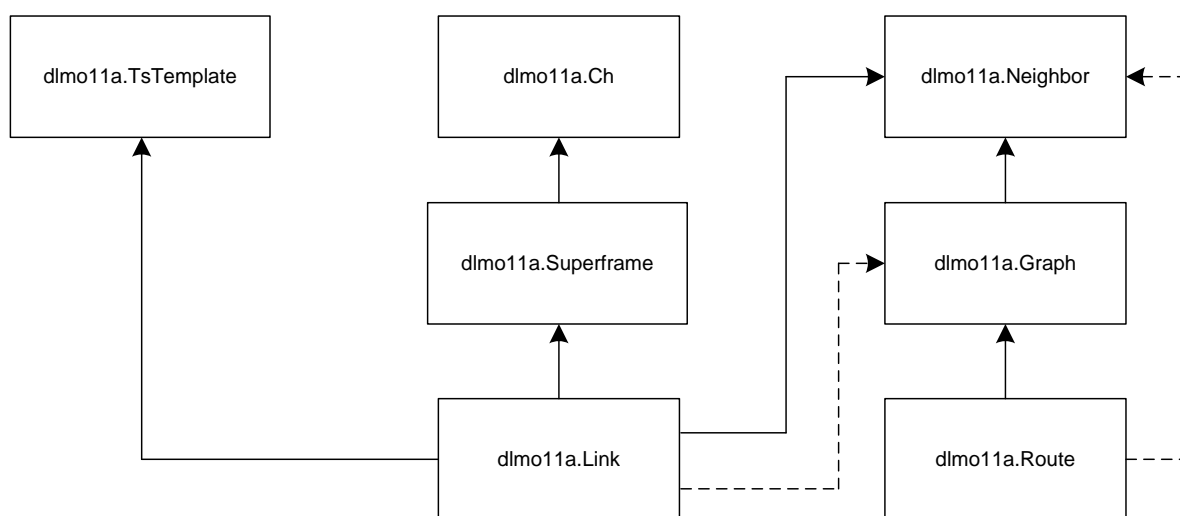 dlmo11a.TsTemplate
dlmo11a.Ch
dlmo11a.Neighbor
dlmo11a.Superframe
dlmo11a.Graph
dlmo11a.Link
dlmo11a.Route